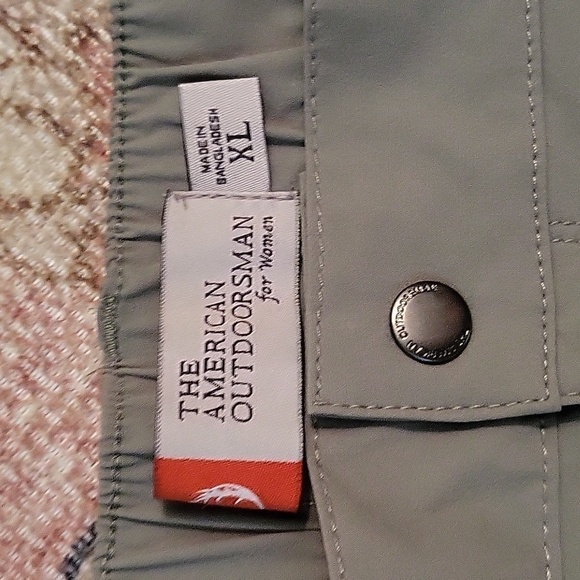 MADE IN
BANGLADESH
XL
THE
AMERICAN
OUTDOORSMAN
for Women